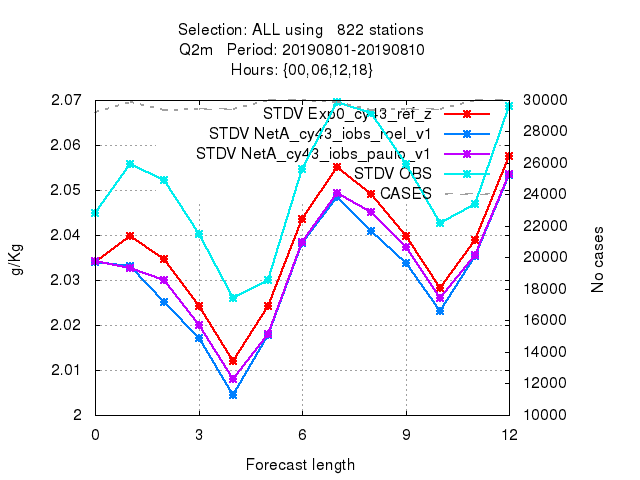 Selection: ALL using   822 stations
Q2m   Period: 20190801-20190810
Hours: {00,06,12,18}
STDV Exp0_cy43_ref_z
STDV NetA_cy43_iobs_roel_v1
STDV NetA_cy43_iobs_paulo_v1
STDV OBS
CASES
2.07
2.06
2.05
2.04
2.03
2.02
2.01
2
g/Kg
30000
28000
26000
24000
22000
20000
18000
16000
14000
12000
10000
No cases
0 3 6 9 12
Forecast length